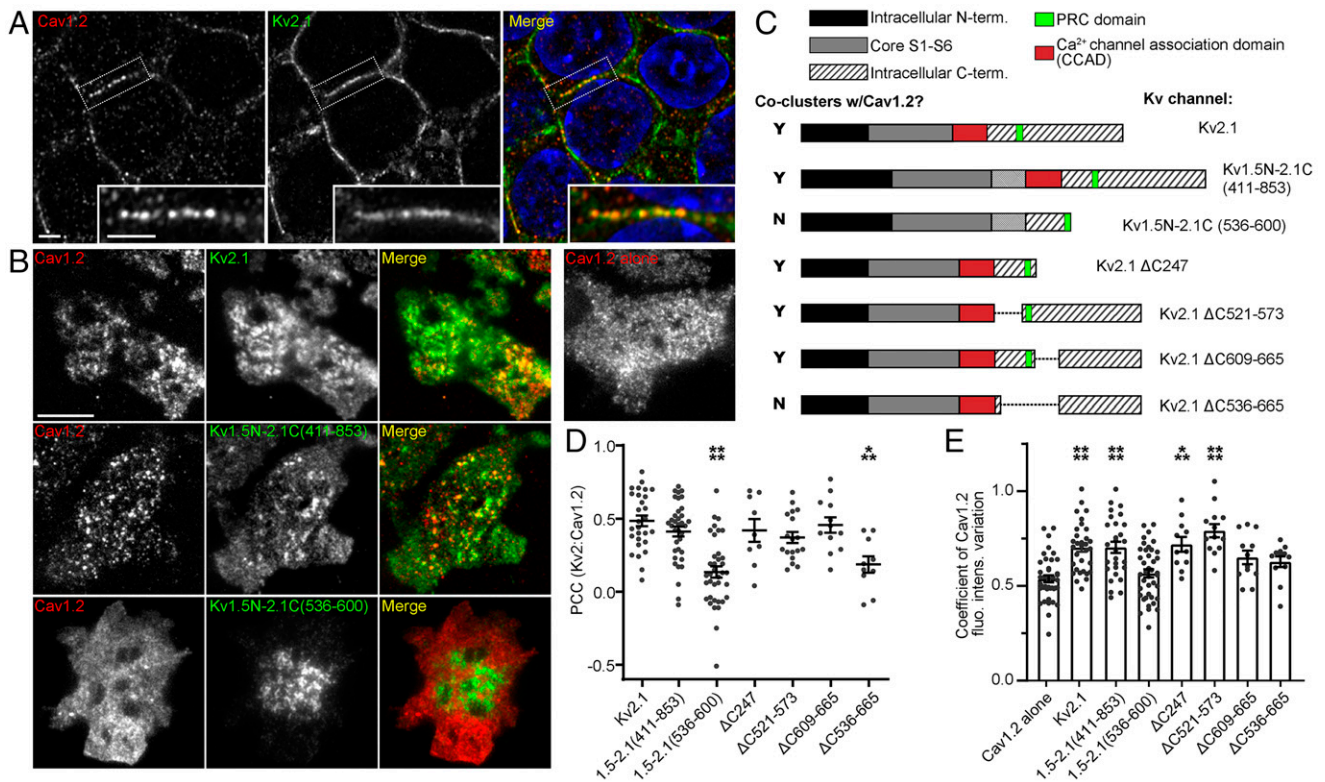 A
Cav1.2
Kv2.1
Merge
B
Cav1.2
Kv2.1
Merge
Cav1.2 alone
Cav1.2
Kv1.5N-2.1C(411-853)
Merge
Cav1.2
Kv1.5N-2.1C(536-600)
Merge
C
Intracellular N-term.
Core S1-S6
Intracellular C-term.
PRC domain
Ca²⁺ channel association domain
(CCAD)
Co-clusters w/Cav1.2?
Kv channel:
Y
Kv2.1
Y
Kv1.5N-2.1C
(411-853)
N
Kv1.5N-2.1C (536-600)
Y
Kv2.1 ΔC247
Y
Kv2.1 ΔC521-573
Y
Kv2.1 ΔC609-665
N
Kv2.1 ΔC536-665
D
PCC (Kv2:Cav1.2)
1.0
0.5
0.0
-0.5
**
**
*
**
Kv2.1
1.5-2.1(411-853)
1.5-2.1(536-600)
ΔC247
ΔC521-573
ΔC609-665
ΔC536-665
E
Coefficient of Cav1.2
fluo. intens. variation
1.0
0.5
0.0
**
**
**
**
*
**
**
**
Cav1.2 alone
Kv2.1
1.5-2.1(411-853)
1.5-2.1(536-600)
ΔC247
ΔC521-573
ΔC609-665
ΔC536-665